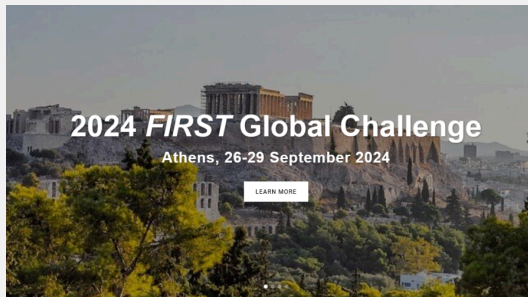 2024 FIRST Global Challenge
Athens, 26-29 September 2024
LEARN MORE